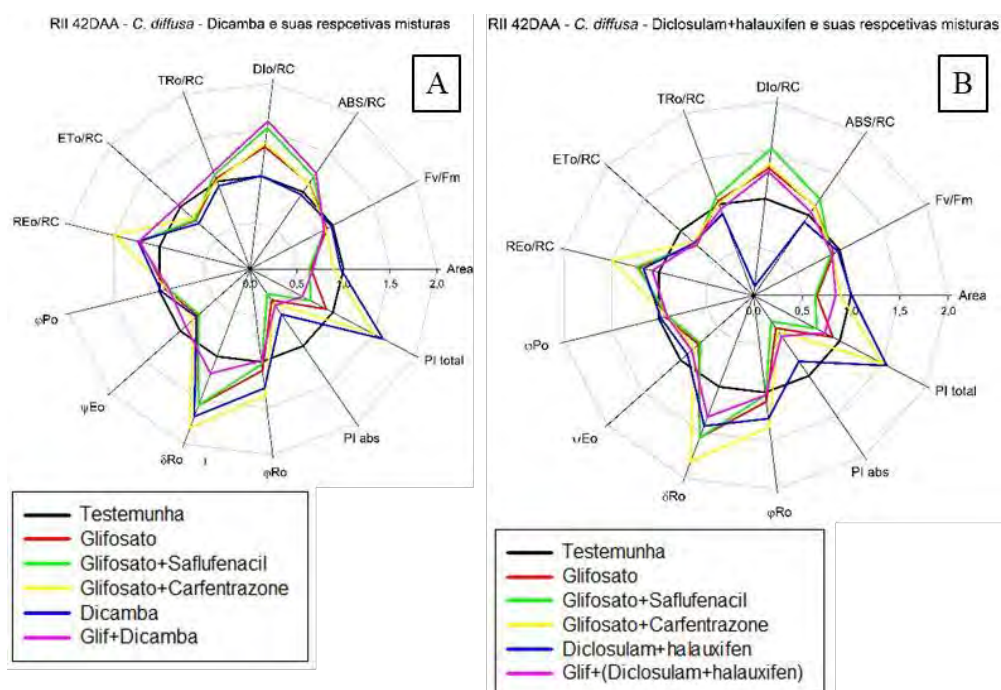 RII 42DAA - C. diffusa - Dicamba e suas respcetivas misturas
A
DIo/RC
TRo/RC
ABS/RC
ETo/RC
Fv/Fm
REo/RC
Area
0,0 0,5 1,0 1,5 2,0
φPo
PI total
ψEo
PI abs
δRo
φRo
Testemunha
Glifosato
Glifosato+Saflufenacil
Glifosato+Carfentrazone
Dicamba
Glif+Dicamba
RII 42DAA - C. diffusa - Diclosulam+halauxifen e suas respcetivas misturas
B
DIo/RC
TRo/RC
ABS/RC
ETo/RC
Fv/Fm
REo/RC
Area
0,0 0,5 1,0 1,5 2,0
υPo
PI total
υEo
PI abs
δRo
φRo
Testemunha
Glifosato
Glifosato+Saflufenacil
Glifosato+Carfentrazone
Diclosulam+halauxifen
Glif+(Diclosulam+halauxifen)